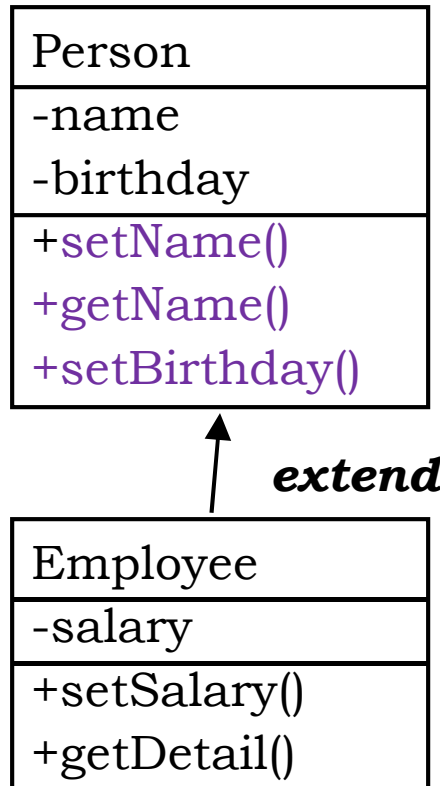 Person
-name
-birthday
+setName()
+getName()
+setBirthday()
extend
Employee
-salary
+setSalary()
+getDetail()